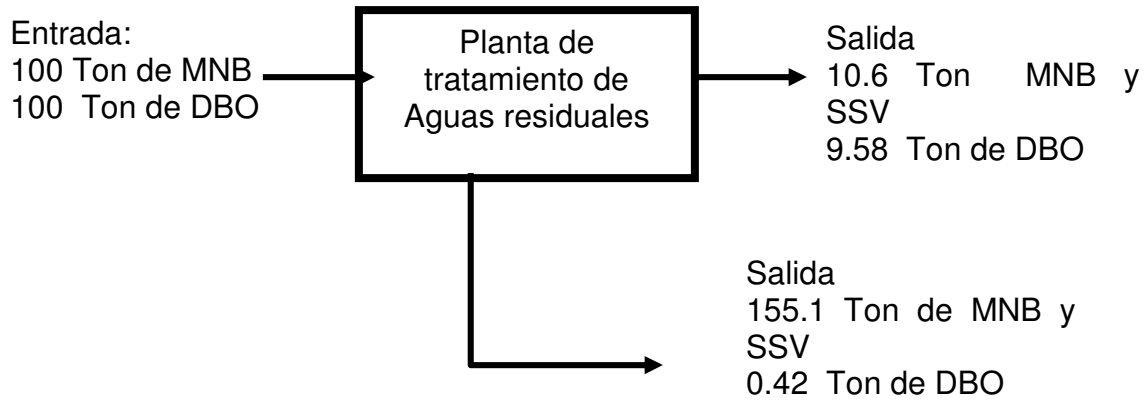 Entrada:
100 Ton de MNB
100 Ton de DBO
Planta de
tratamiento de
Aguas residuales
Salida
10.6 Ton MNB y
SSV
9.58 Ton de DBO
Salida
155.1 Ton de MNB y
SSV
0.42 Ton de DBO